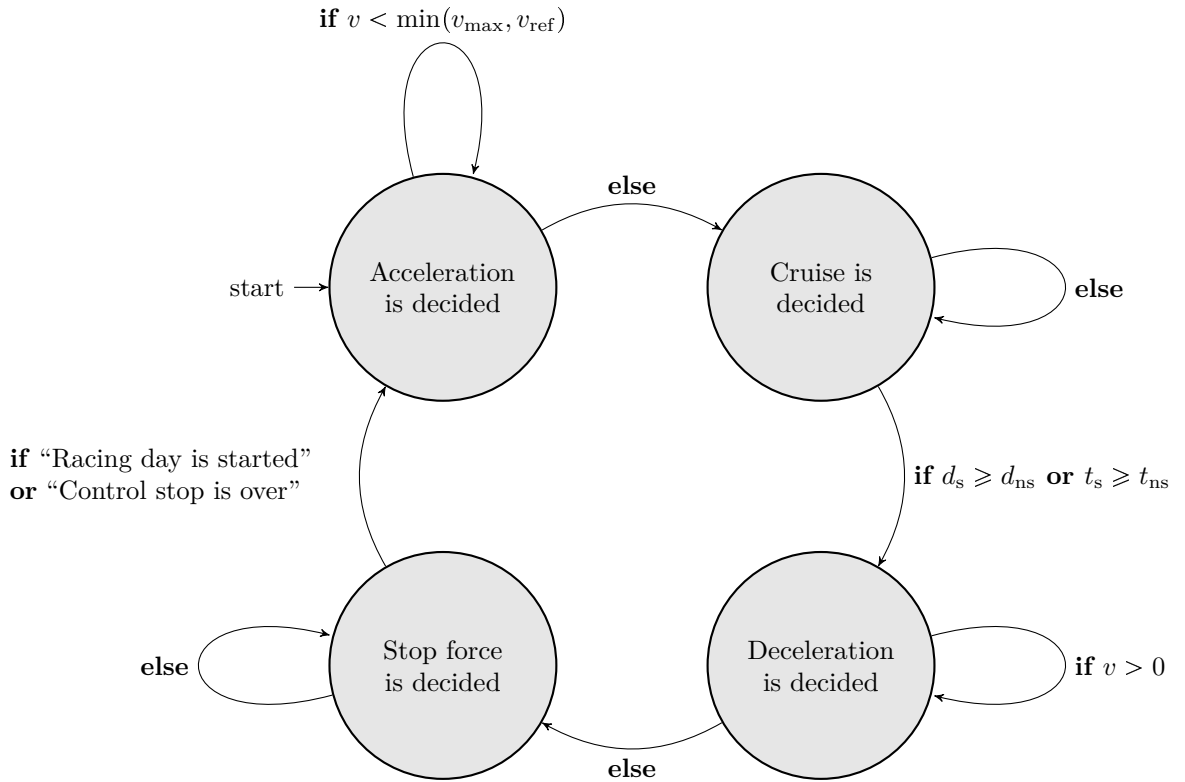 if v < min(v_max, v_ref)
else
Acceleration
is decided
Cruise is
decided
start
else
if “Racing day is started”
or “Control stop is over”
if d_s ⩾ d_ns or t_s ⩾ t_ns
Stop force
is decided
Deceleration
is decided
else
if v > 0
else